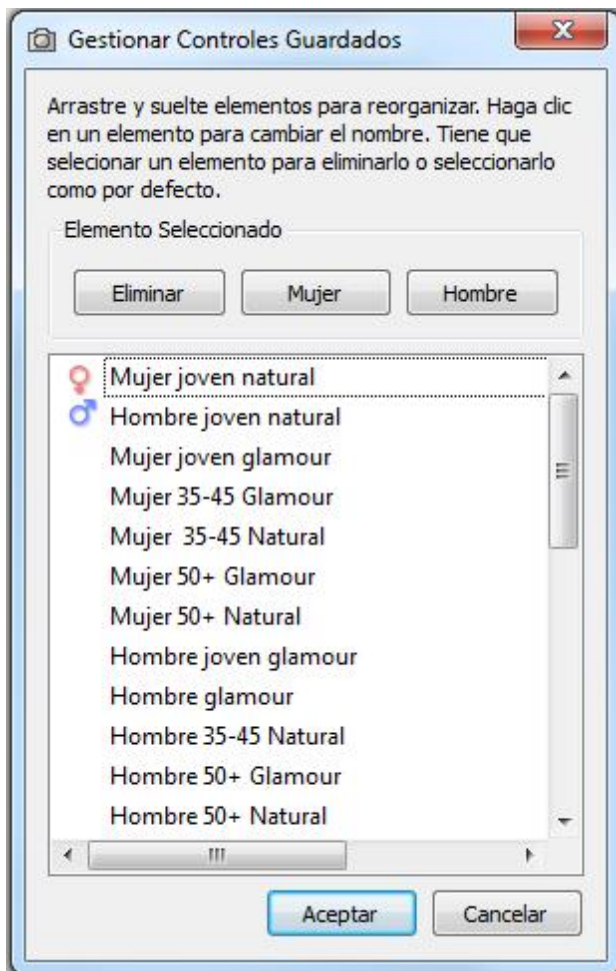 Gestionar Controles Guardados
Arrastre y suelte elementos para reorganizar. Haga clic
en un elemento para cambiar el nombre. Tiene que
selecionar un elemento para eliminarlo o seleccionarlo
como por defecto.
Elemento Seleccionado
Eliminar Mujer Hombre
Mujer joven natural
Hombre joven natural
Mujer joven glamour
Mujer 35-45 Glamour
Mujer  35-45 Natural
Mujer 50+ Glamour
Mujer 50+ Natural
Hombre joven glamour
Hombre glamour
Hombre 35-45 Natural
Hombre 50+ Glamour
Hombre 50+ Natural
Aceptar Cancelar